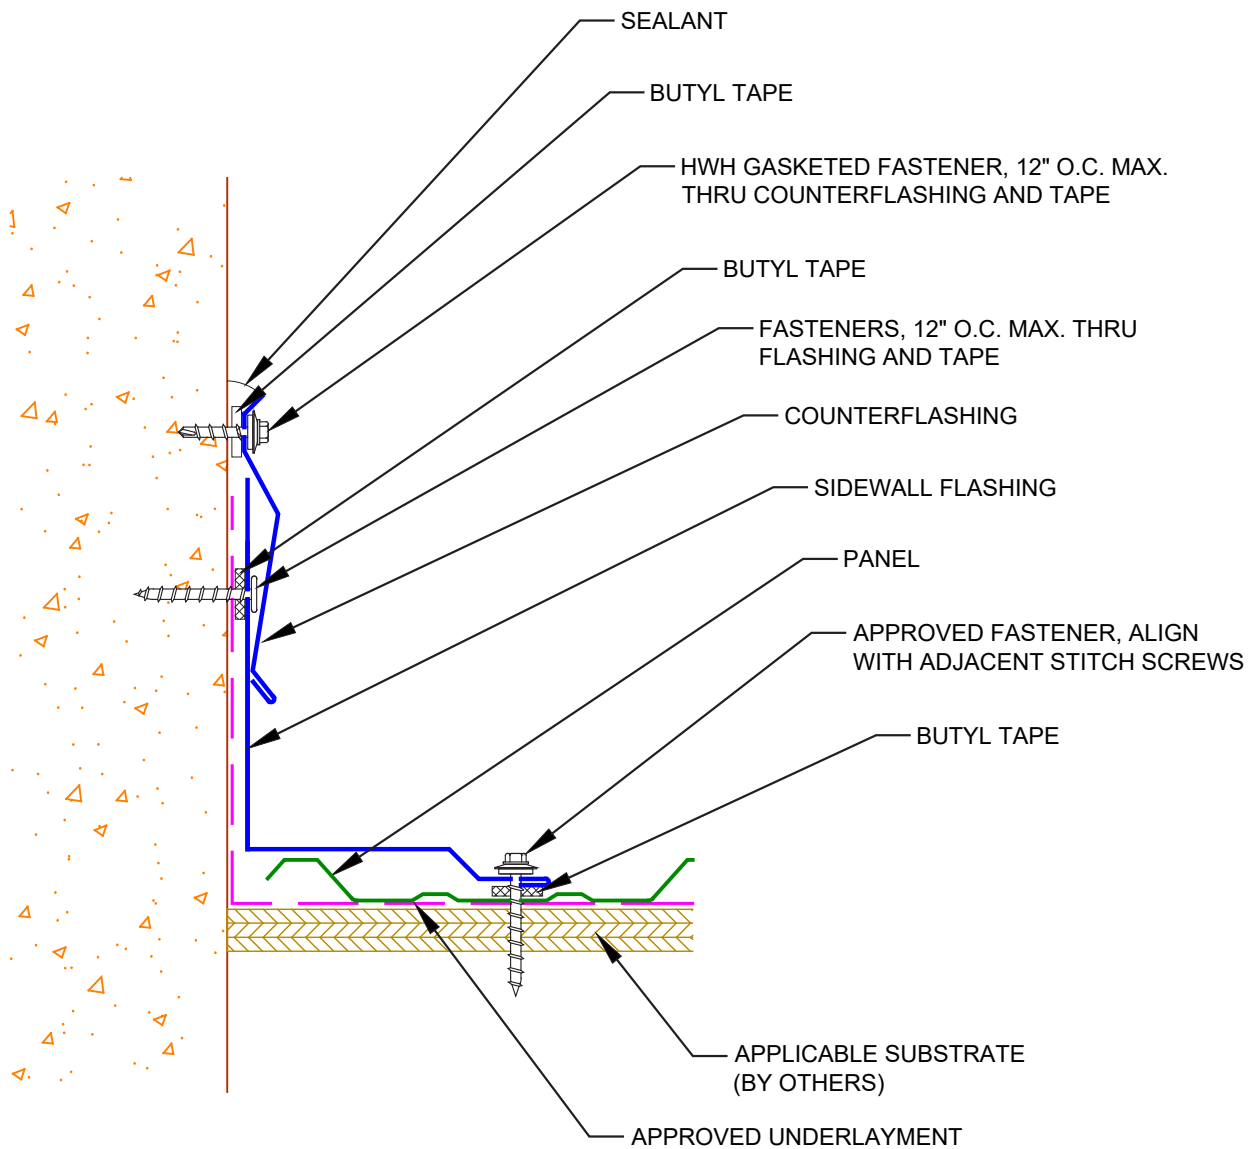 SEALANT
BUTYL TAPE
HWH GASKETED FASTENER, 12" O.C. MAX.
THRU COUNTERFLASHING AND TAPE
BUTYL TAPE
FASTENERS, 12" O.C. MAX. THRU
FLASHING AND TAPE
COUNTERFLASHING
SIDEWALL FLASHING
PANEL
APPROVED FASTENER, ALIGN
WITH ADJACENT STITCH SCREWS
BUTYL TAPE
APPLICABLE SUBSTRATE
(BY OTHERS)
APPROVED UNDERLAYMENT